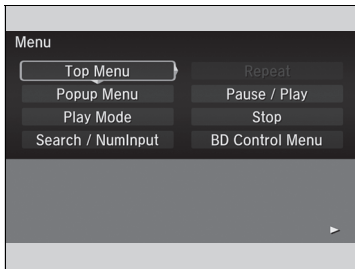 Menu
Top Menu
Repeat
Popup Menu
Pause / Play
Play Mode
Stop
Search / NumInput
BD Control Menu